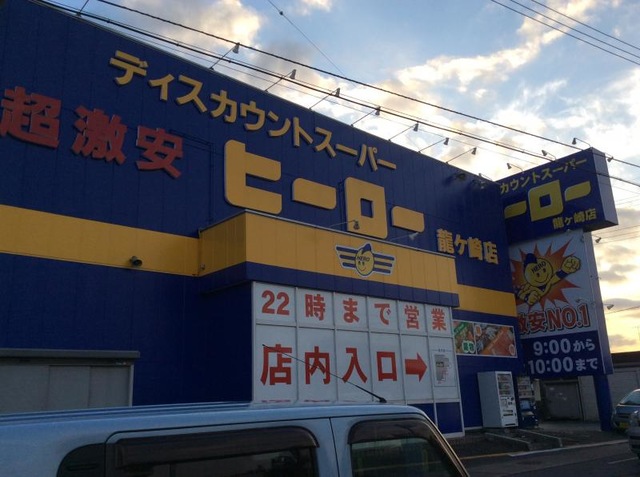 ディスカウントスーパー
超激安
ヒーロー
龍ケ崎店
22時まで営業
店内入口→
カウントスーパー
ーロー
龍ケ崎店
激安NO.1
9:00から
10:00まで